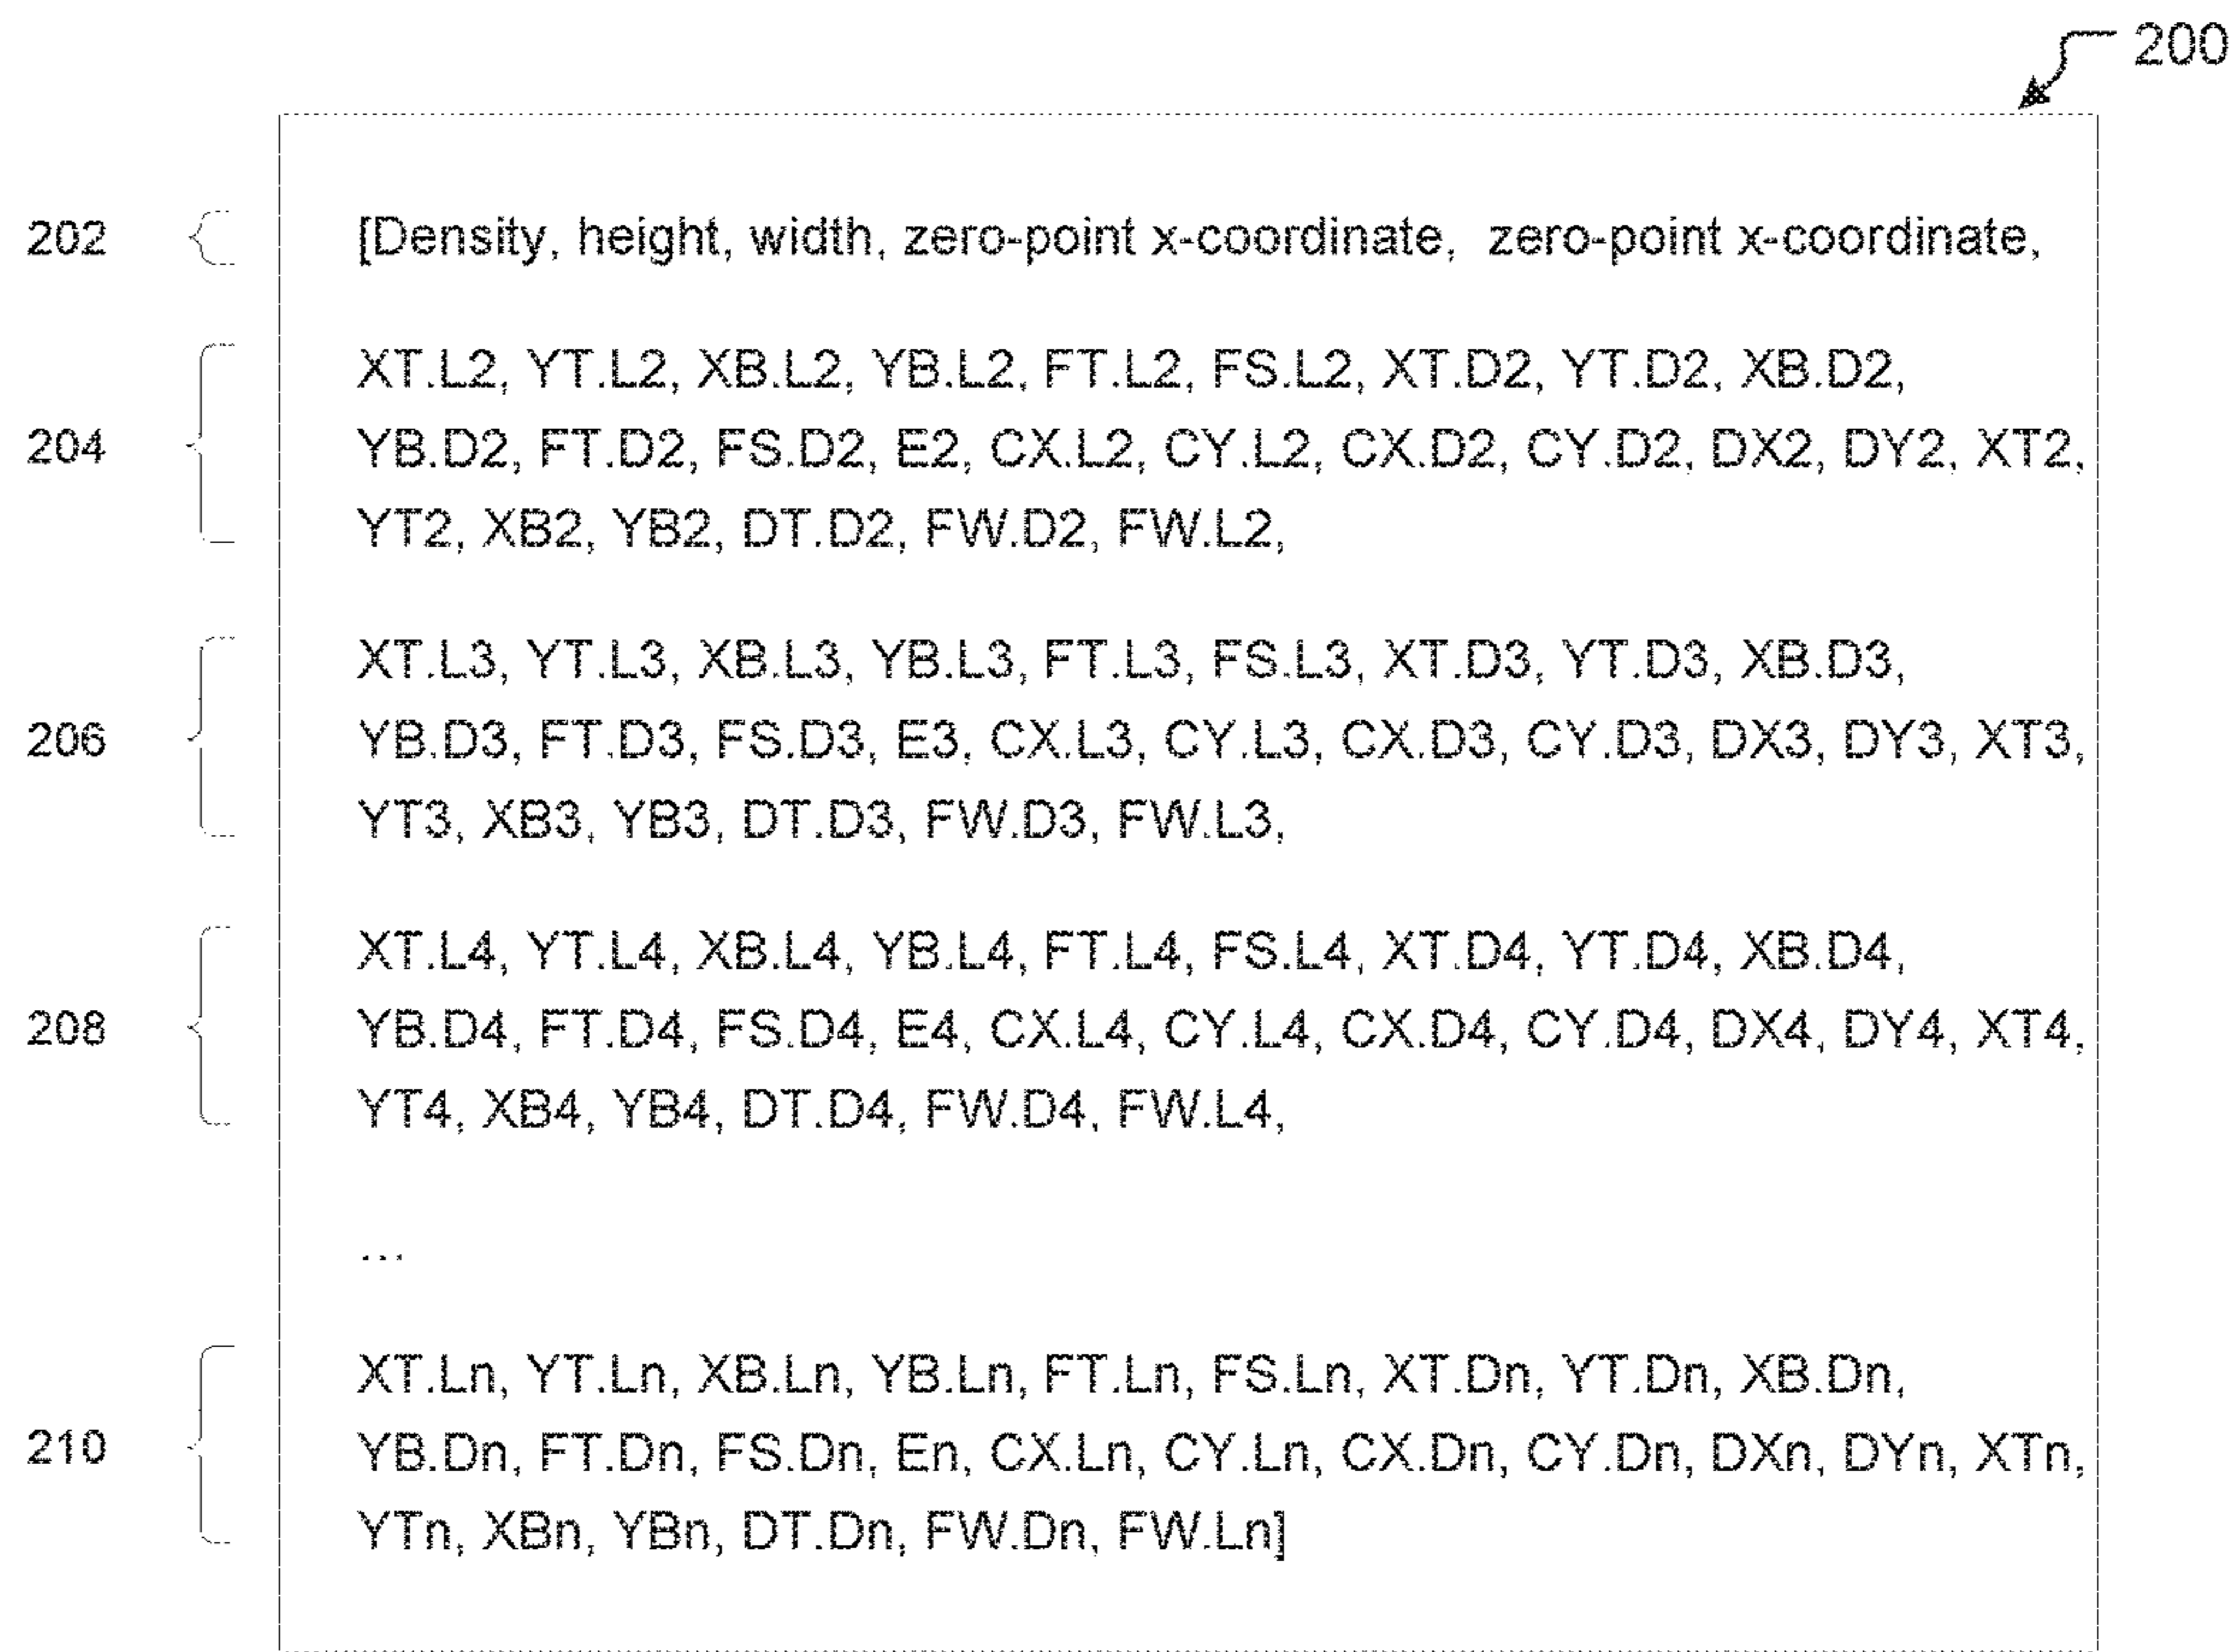 200
202 [Density, height, width, zero-point x-coordinate, zero-point x-coordinate,
XT.L2, YT.L2, XB.L2, YB.L2, FT.L2, FS.L2, XT.D2, YT.D2, XB.D2,
204 YB.D2, FT.D2, FS.D2, E2, CX.L2, CY.L2, CX.D2, CY.D2, DX2, DY2, XT2,
YT2, XB2, YB2, DT.D2, FW.D2, FW.L2,
XT.L3, YT.L3, XB.L3, YB.L3, FT.L3, FS.L3, XT.D3, YT.D3, XB.D3,
206 YB.D3, FT.D3, FS.D3, E3, CX.L3, CY.L3, CX.D3, CY.D3, DX3, DY3, XT3,
YT3, XB3, YB3, DT.D3, FW.D3, FW.L3,
XT.L4, YT.L4, XB.L4, YB.L4, FT.L4, FS.L4, XT.D4, YT.D4, XB.D4,
208 YB.D4, FT.D4, FS.D4, E4, CX.L4, CY.L4, CX.D4, CY.D4, DX4, DY4, XT4,
YT4, XB4, YB4, DT.D4, FW.D4, FW.L4,
...
XT.Ln, YT.Ln, XB.Ln, YB.Ln, FT.Ln, FS.Ln, XT.Dn, YT.Dn, XB.Dn,
210 YB.Dn, FT.Dn, FS.Dn, En, CX.Ln, CY.Ln, CX.Dn, CY.Dn, DXn, DYn, XTn,
YTn, XBn, YBn, DT.Dn, FW.Dn, FW.Ln]